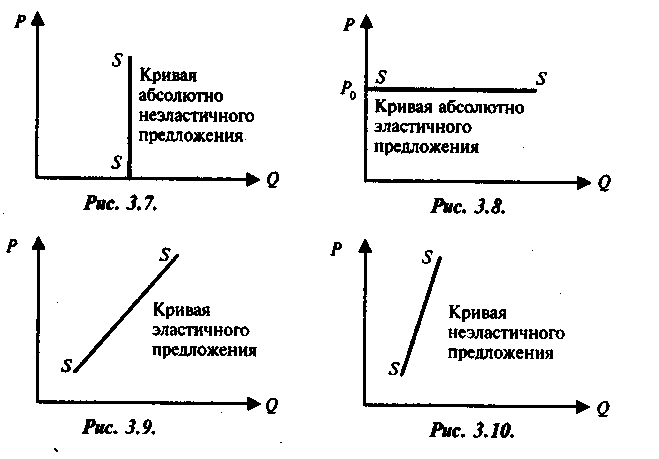 P
S
Кривая
абсолютно
неэластичного
предложения
S
Q
Рис. 3.7.
P
S
S
P₀
Кривая абсолютно
эластичного
предложения
Q
Рис. 3.8.
P
S
Кривая
эластичного
предложения
S
Q
Рис. 3.9.
P
S
Кривая
неэластичного
предложения
S
Q
Рис. 3.10.